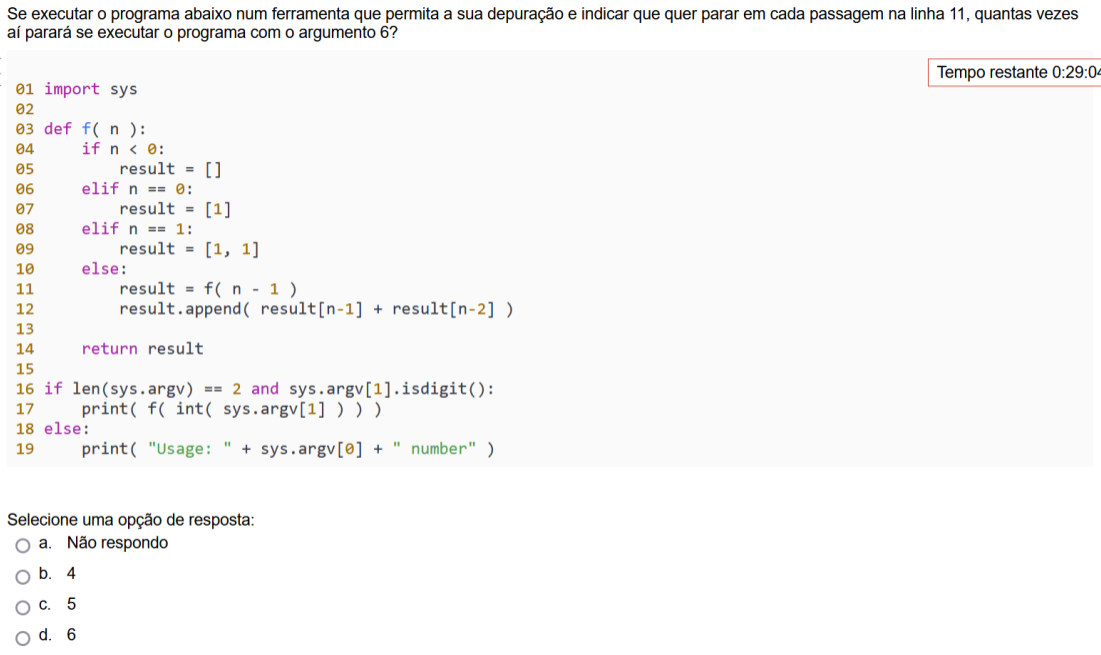 Se executar o programa abaixo num ferramenta que permita a sua depuração e indicar que quer parar em cada passagem na linha 11, quantas vezes
aí parará se executar o programa com o argumento 6?
Tempo restante 0:29:04
01 import sys
02
03 def f( n ):
04     if n < 0:
05         result = []
06     elif n == 0:
07         result = [1]
08     elif n == 1:
09         result = [1, 1]
10     else:
11         result = f( n - 1 )
12         result.append( result[n-1] + result[n-2] )
13
14     return result
15
16 if len(sys.argv) == 2 and sys.argv[1].isdigit():
17     print( f( int( sys.argv[1] ) ) )
18 else:
19     print( "Usage: " + sys.argv[0] + " number" )
Selecione uma opção de resposta:
a. Não respondo
b. 4
c. 5
d. 6